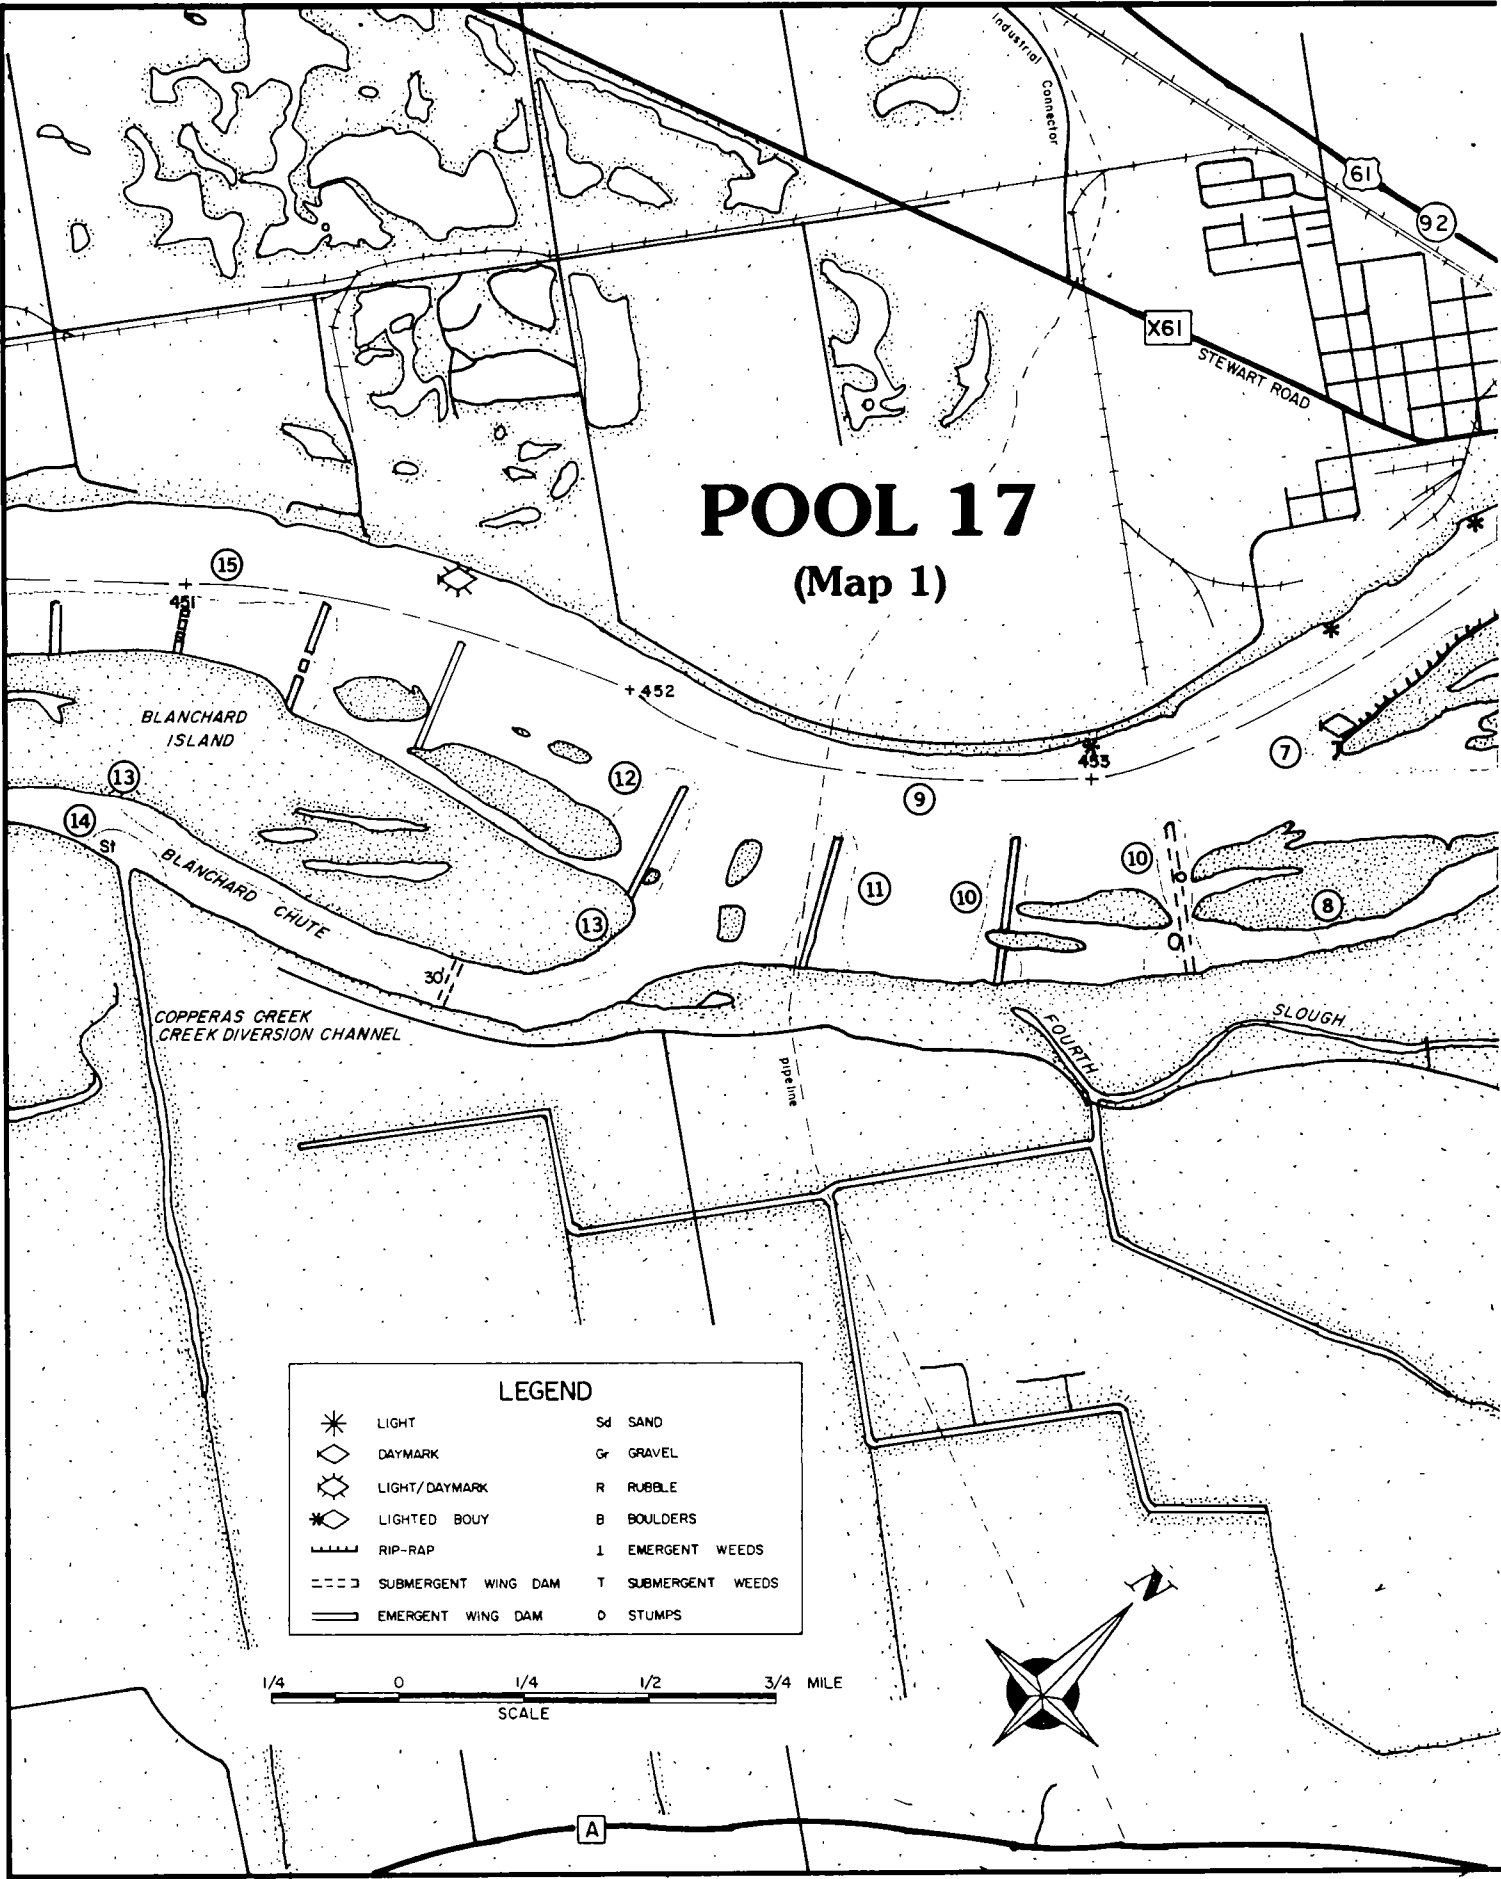 Industrial
Connector
61
92
X61
STEWART ROAD
POOL 17
(Map 1)
15
451
452
453
BLANCHARD
ISLAND
7
13
12
9
14
St
BLANCHARD CHUTE
10
11
10
8
13
30
COPPERAS CREEK
CREEK DIVERSION CHANNEL
FOURTH
SLOUGH
pipeline
LEGEND
LIGHT
DAYMARK
LIGHT/DAYMARK
LIGHTED BOUY
RIP-RAP
SUBMERGENT WING DAM
EMERGENT WING DAM
Sd SAND
Gr GRAVEL
R RUBBLE
B BOULDERS
⊥ EMERGENT WEEDS
T SUBMERGENT WEEDS
O STUMPS
1/4 0 1/4 1/2 3/4 MILE
SCALE
N
A